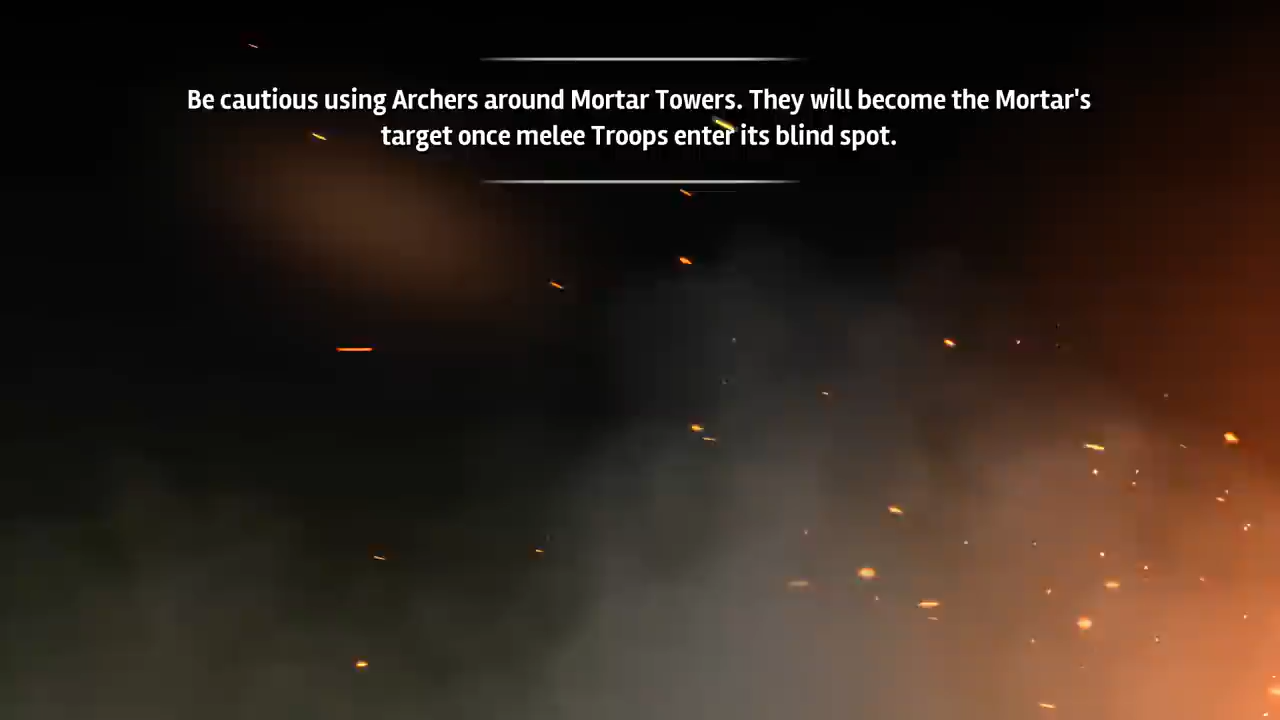 Be cautious using Archers around Mortar Towers. They will become the Mortar's
target once melee Troops enter its blind spot.